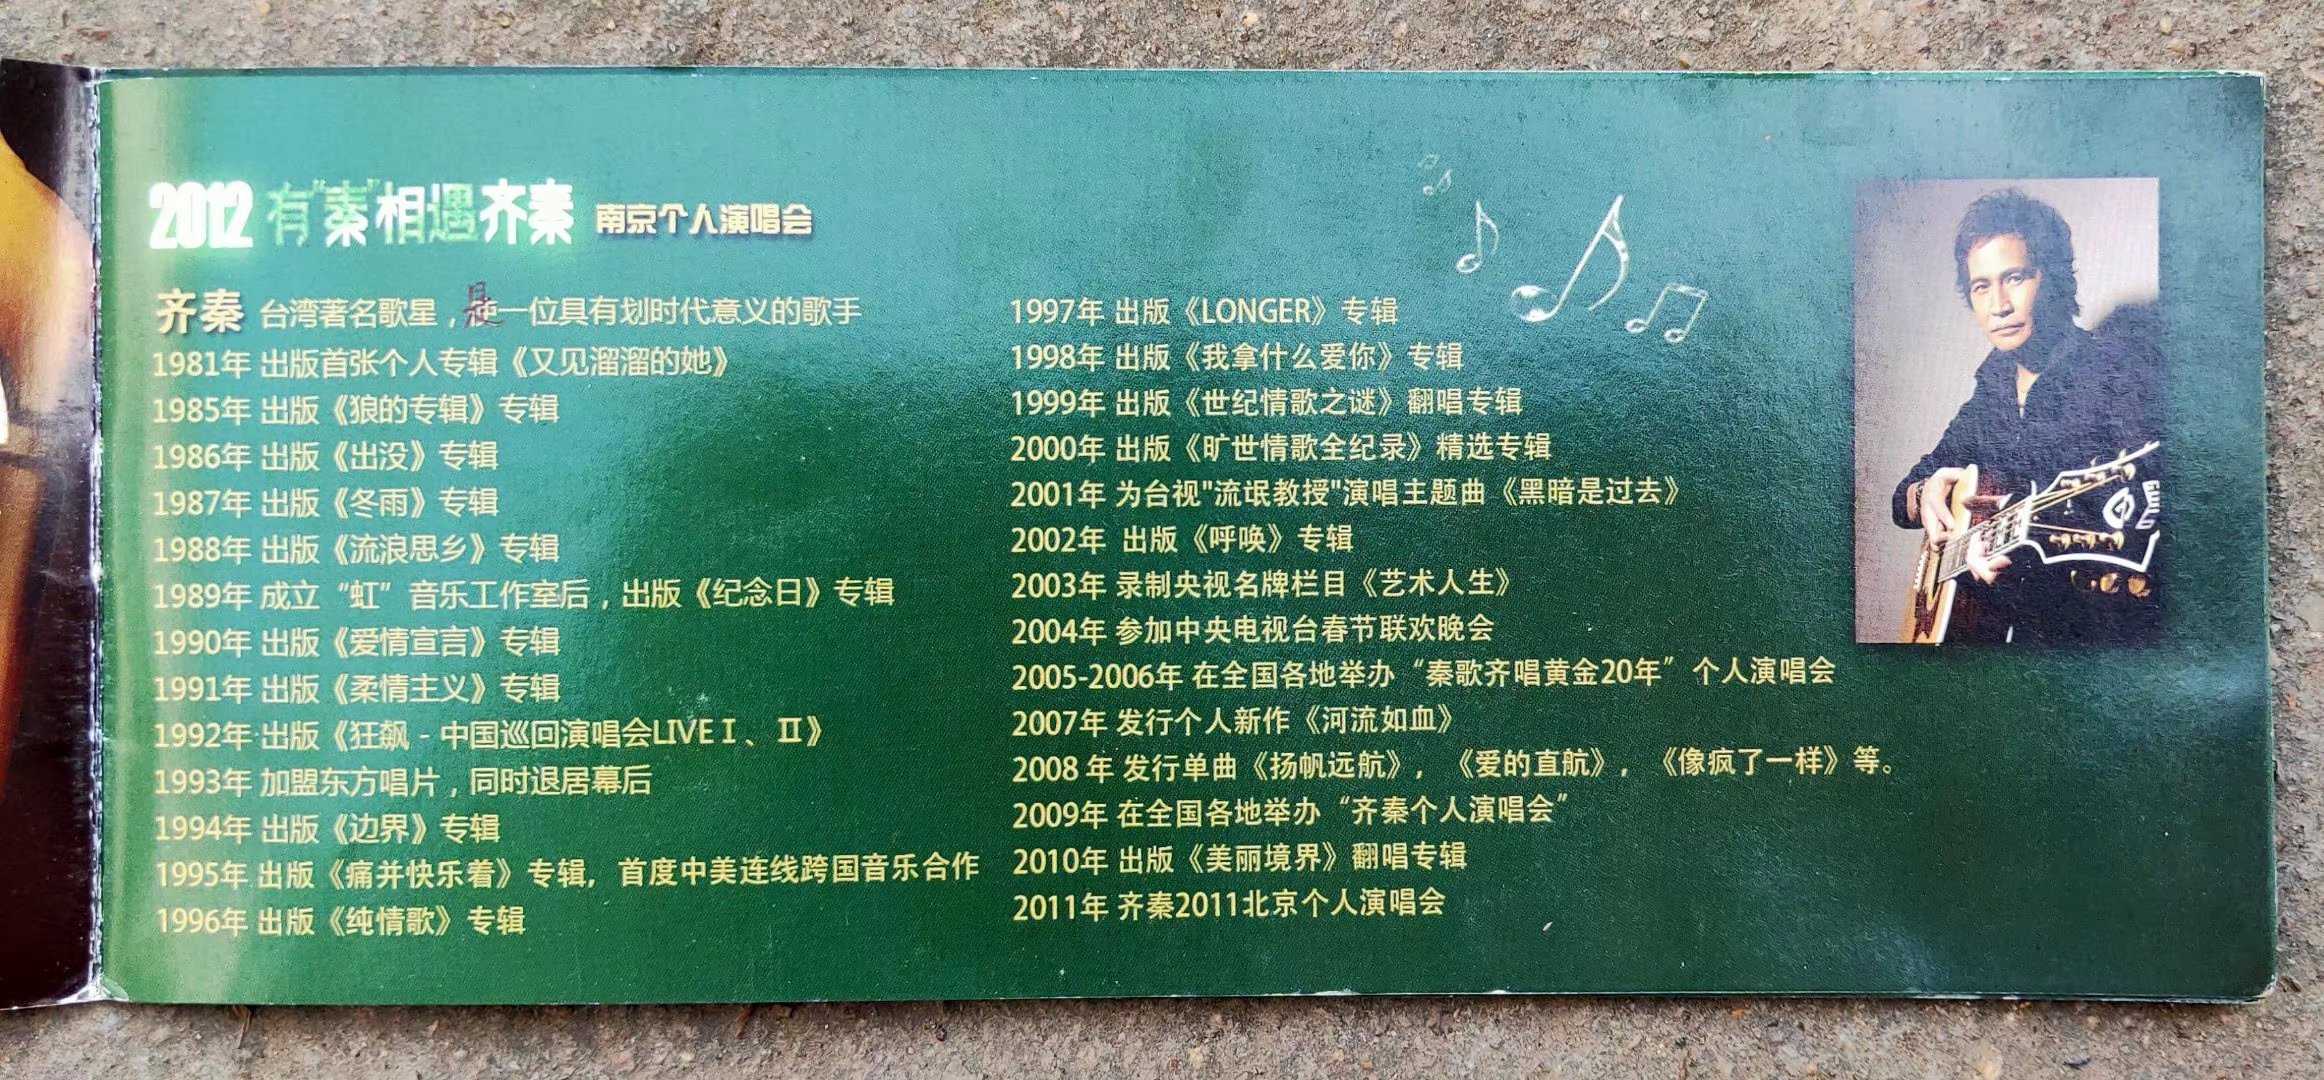 2012 有"秦"相遇齐秦 南京个人演唱会
齐秦 台湾著名歌星，是一位具有划时代意义的歌手
1981年 出版首张个人专辑《又见溜溜的她》
1985年 出版《狼的专辑》专辑
1986年 出版《出没》专辑
1987年 出版《冬雨》专辑
1988年 出版《流浪思乡》专辑
1989年 成立“虹”音乐工作室后，出版《纪念日》专辑
1990年 出版《爱情宣言》专辑
1991年 出版《柔情主义》专辑
1992年 出版《狂飙 - 中国巡回演唱会LIVE I、II》
1993年 加盟东方唱片，同时退居幕后
1994年 出版《边界》专辑
1995年 出版《痛并快乐着》专辑，首度中美连线跨国音乐合作
1996年 出版《纯情歌》专辑
1997年 出版《LONGER》专辑
1998年 出版《我拿什么爱你》专辑
1999年 出版《世纪情歌之谜》翻唱专辑
2000年 出版《旷世情歌全纪录》精选专辑
2001年 为台视"流氓教授"演唱主题曲《黑暗是过去》
2002年 出版《呼唤》专辑
2003年 录制央视名牌栏目《艺术人生》
2004年 参加中央电视台春节联欢晚会
2005-2006年 在全国各地举办“秦歌齐唱黄金20年”个人演唱会
2007年 发行个人新作《河流如血》
2008年 发行单曲《扬帆远航》，《爱的直航》，《像疯了一样》等。
2009年 在全国各地举办“齐秦个人演唱会”
2010年 出版《美丽境界》翻唱专辑
2011年 齐秦2011北京个人演唱会
GUILD